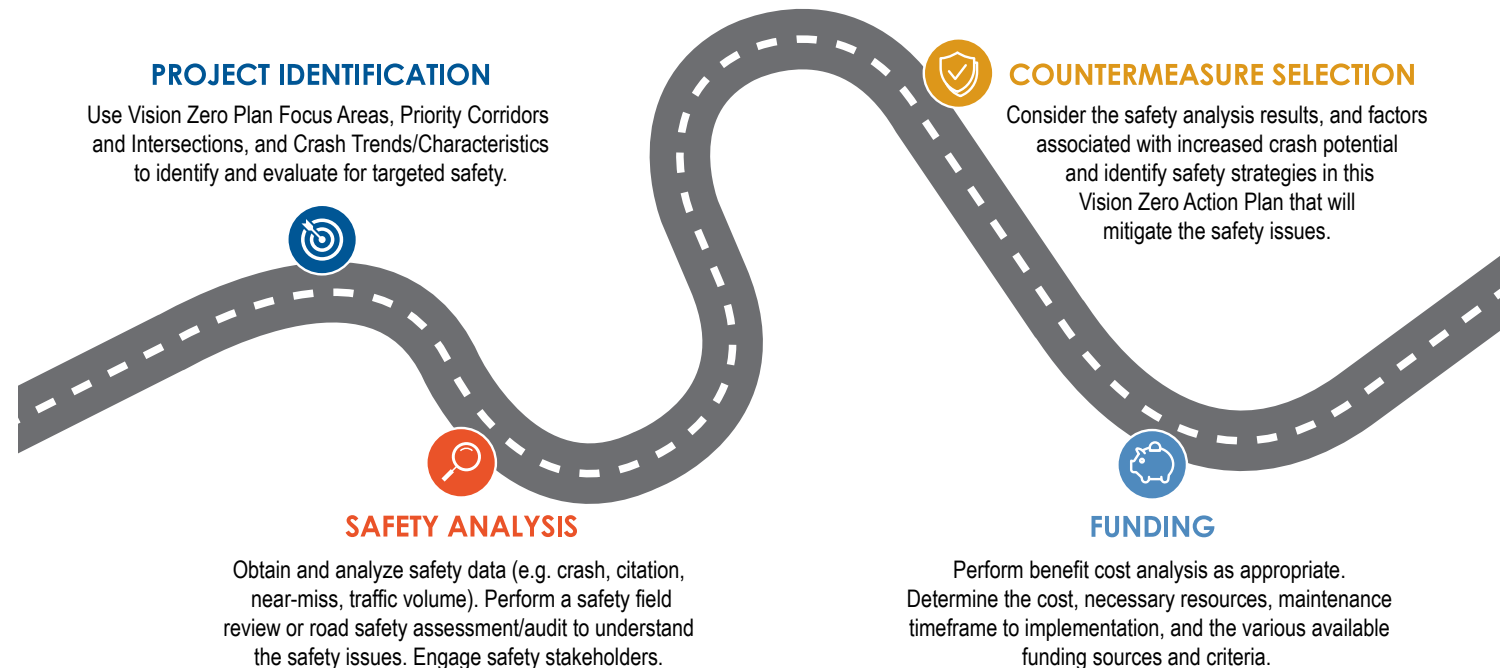 PROJECT IDENTIFICATION
Use Vision Zero Plan Focus Areas, Priority Corridors
and Intersections, and Crash Trends/Characteristics
to identify and evaluate for targeted safety.
SAFETY ANALYSIS
Obtain and analyze safety data (e.g. crash, citation,
near-miss, traffic volume). Perform a safety field
review or road safety assessment/audit to understand
the safety issues. Engage safety stakeholders.
COUNTERMEASURE SELECTION
Consider the safety analysis results, and factors
associated with increased crash potential
and identify safety strategies in this
Vision Zero Action Plan that will
mitigate the safety issues.
FUNDING
Perform benefit cost analysis as appropriate.
Determine the cost, necessary resources, maintenance
timeframe to implementation, and the various available
funding sources and criteria.